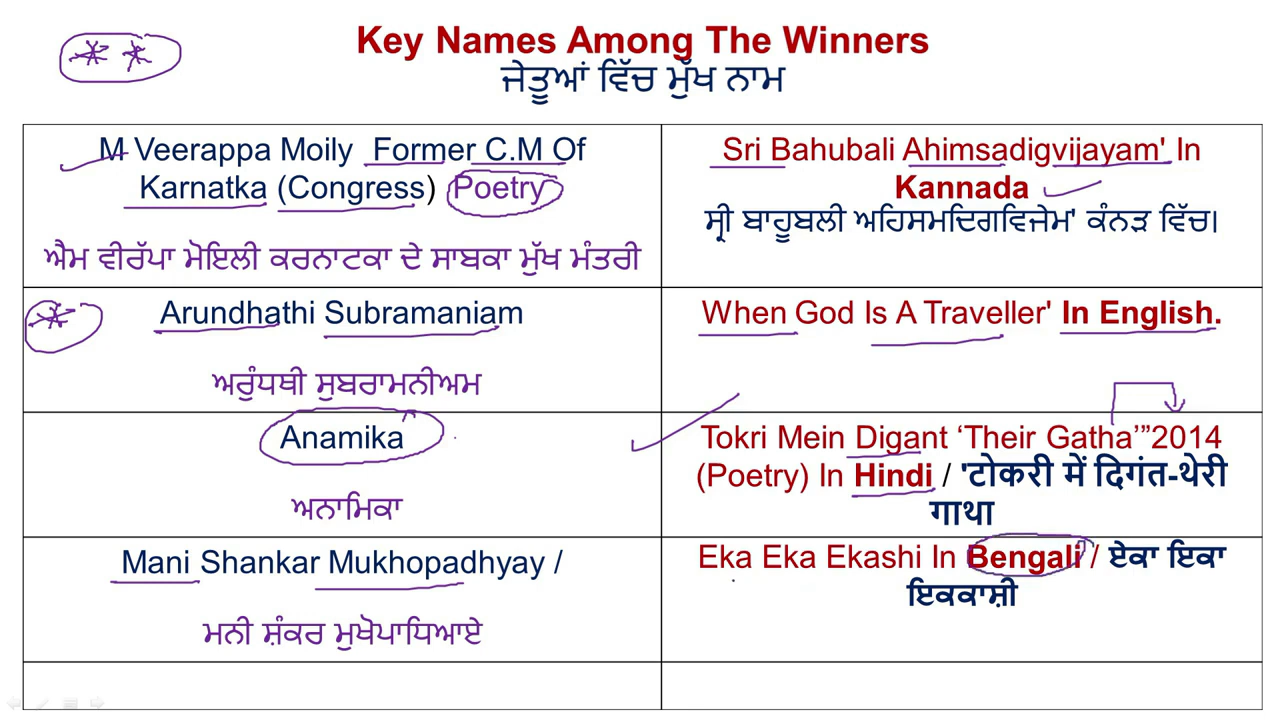 Key Names Among The Winners
ਜੇਤੂਆਂ ਵਿੱਚ ਮੁੱਖ ਨਾਮ
M Veerappa Moily Former C.M Of
Karnatka (Congress) Poetry
ਐਮ ਵੀਰੱਪਾ ਮੋਇਲੀ ਕਰਨਾਟਕਾ ਦੇ ਸਾਬਕਾ ਮੁੱਖ ਮੰਤਰੀ
Sri Bahubali Ahimsadigvijayam' In
Kannada
ਸ੍ਰੀ ਬਾਹੂਬਲੀ ਅਹਿਸਮਦਿਗਵਿਜੇਮ' ਕੰਨੜ ਵਿੱਚ।
Arundhathi Subramaniam
ਅਰੁੰਧਥੀ ਸੁਬਰਾਮਨੀਅਮ
When God Is A Traveller' In English.
Anamika
ਅਨਾਮਿਕਾ
Tokri Mein Digant ‘Their Gatha’”2014
(Poetry) In Hindi / 'टोकरी में दिगंत-थेरी
गाथा
Mani Shankar Mukhopadhyay /
ਮਨੀ ਸ਼ੰਕਰ ਮੁਖੋਪਾਧਿਆਏ
Eka Eka Ekashi In Bengali / ਏਕਾ ਇਕਾ
ਇਕਕਾਸ਼ੀ